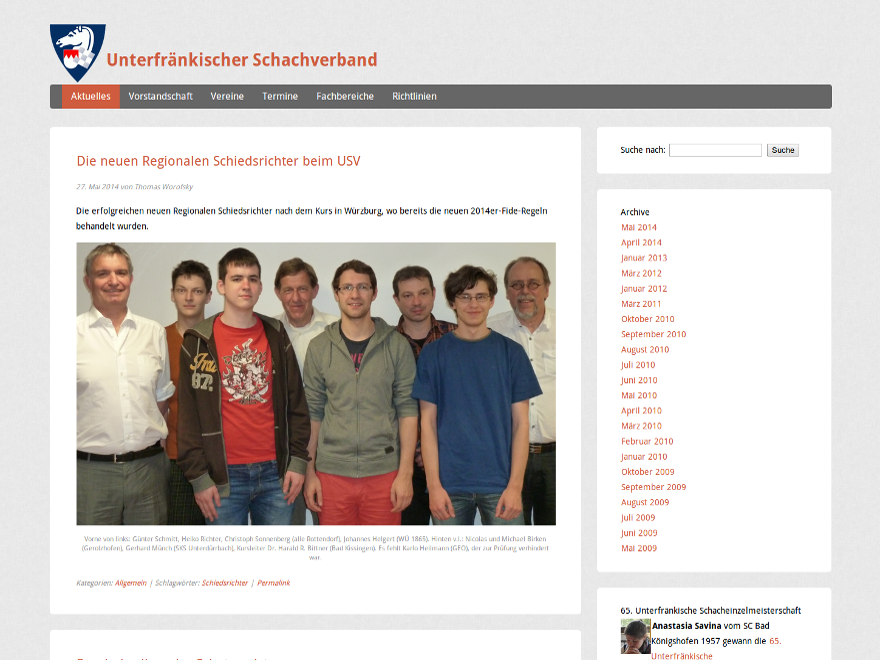 Unterfränkischer Schachverband
Aktuelles Vorstandschaft Vereine Termine Fachbereiche Richtlinien
Die neuen Regionalen Schiedsrichter beim USV
27. Mai 2014 von Thomas Worofsky
Die erfolgreichen neuen Regionalen Schiedsrichter nach dem Kurs in Würzburg, wo bereits die neuen 2014er-Fide-Regeln
behandelt wurden.
07.
Vorne von links: Günter Schmitt, Heiko Richter, Christoph Sonnenberg (alle Rottendorf), Johannes Helgert (WÜ 1865). Hinten v.l.: Nicolas und Michael Birken
(Gerolzhofen), Gerhard Münch (SKS Unterdürrbach), Kursleiter Dr. Harald R. Bittner (Bad Kissingen). Es fehlt Karlo Heilmann (GEO), der zur Prüfung verhindert
war.
Kategorien: Allgemein | Schlagwörter: Schiedsrichter | Permalink
Suche nach: Suche
Archive
Mai 2014
April 2014
Januar 2013
März 2012
Januar 2012
März 2011
Oktober 2010
September 2010
August 2010
Juli 2010
Juni 2010
Mai 2010
April 2010
März 2010
Februar 2010
Januar 2010
Oktober 2009
September 2009
August 2009
Juli 2009
Juni 2009
Mai 2009
65. Unterfränkische Schacheinzelmeisterschaft
Anastasia Savina vom SC Bad
Königshofen 1957 gewann die 65.
Unterfränkische